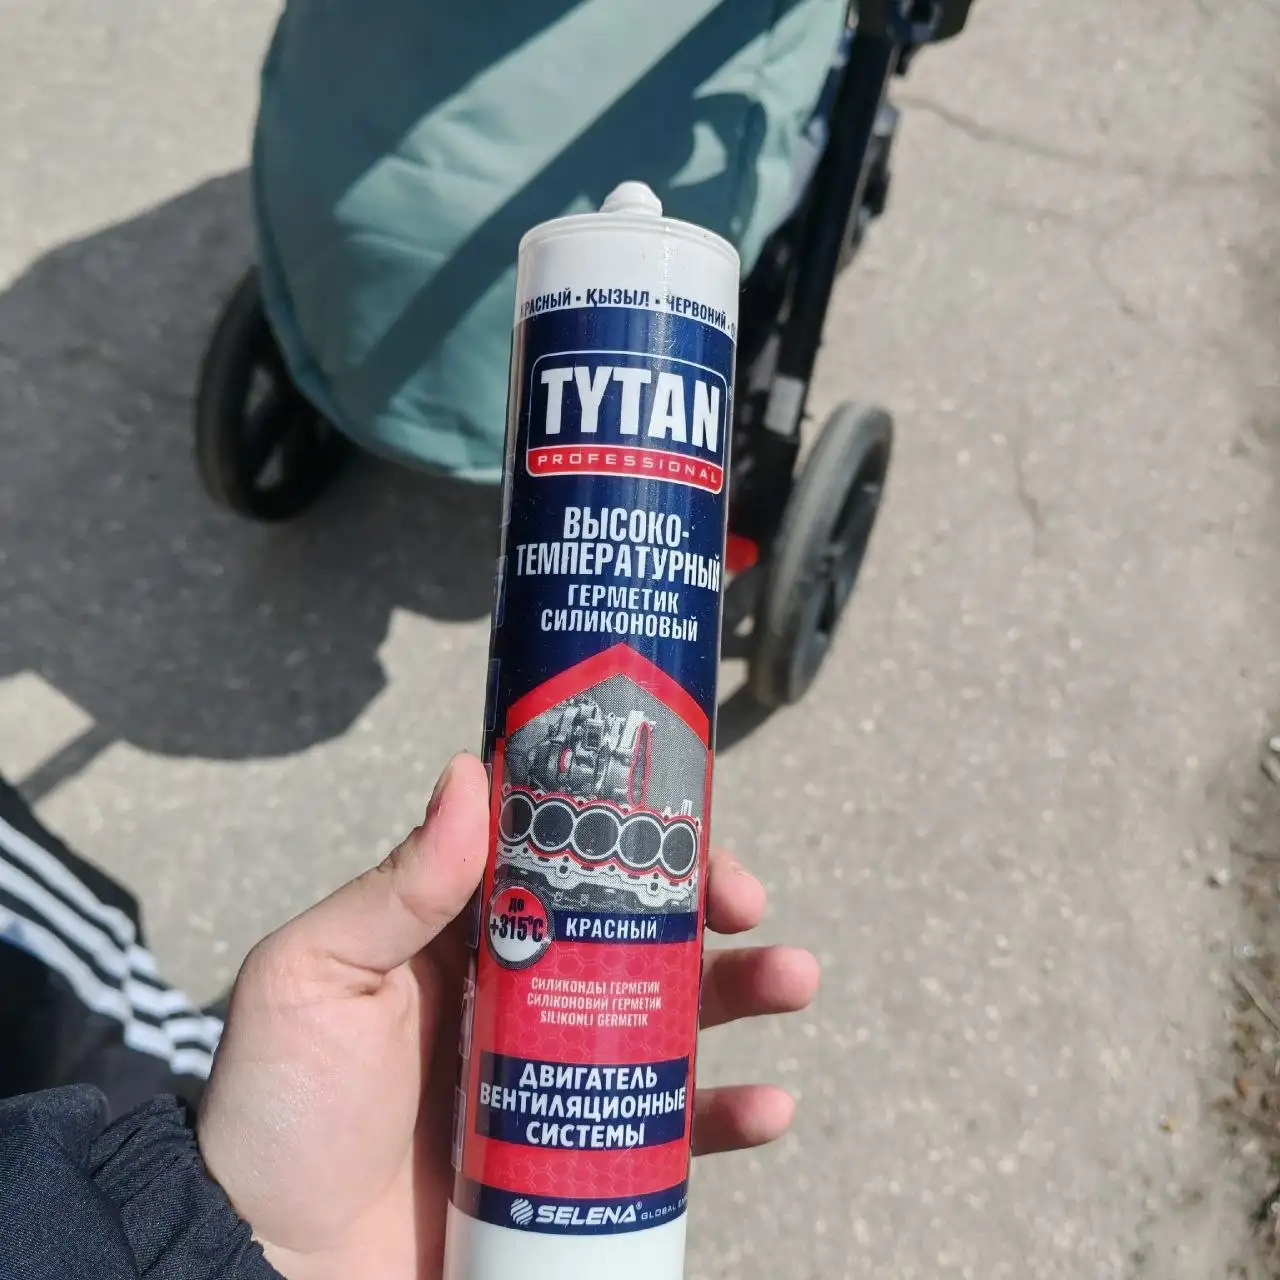 КРАСНЫЙ • ҚЫЗЫЛ • ЧЕРВОНИЙ •
TYTAN®
PROFESSIONAL
ВЫСОКО-
ТЕМПЕРАТУРНЫЙ
ГЕРМЕТИК
СИЛИКОНОВЫЙ
ДО
+315°C
КРАСНЫЙ
СИЛИКОНДЫ ГЕРМЕТИК
СИЛІКОНОВИЙ ГЕРМЕТИК
SILIKONLI GERMETIK
ДВИГАТЕЛЬ
ВЕНТИЛЯЦИОННЫЕ
СИСТЕМЫ
SELENA® GLOBAL